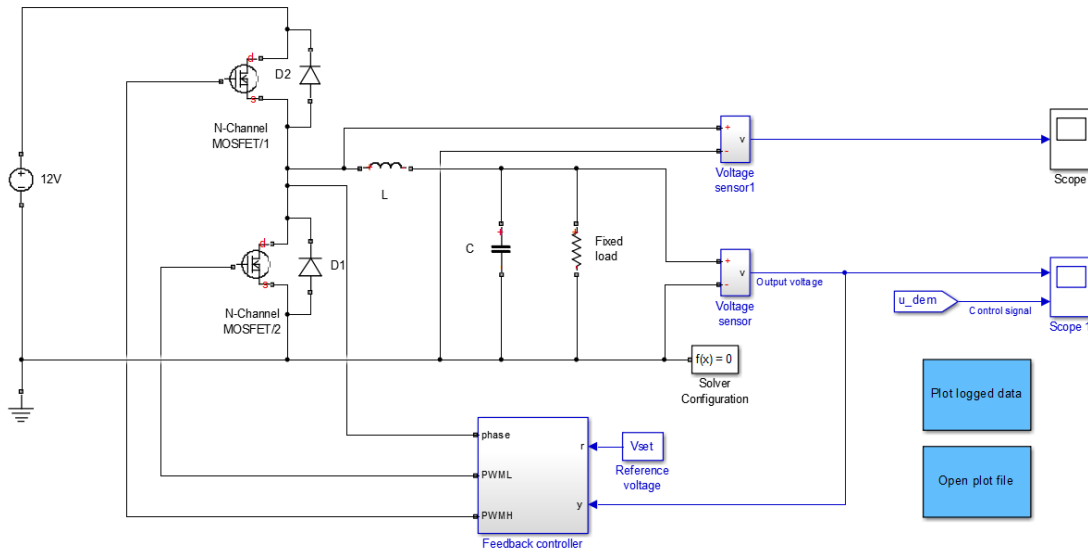 d
D2
s
N-Channel
MOSFET/1
12V
+
−
+
L
d
D1
s
N-Channel
MOSFET/2
+
C
+
Fixed
load
+
-
v
Voltage
sensor1
Scope
+
-
v
Output voltage
Voltage
sensor
u_dem
Control signal
Scope 1
f(x) = 0
Solver
Configuration
Plot logged data
Open plot file
phase
PWML
PWMH
r
y
Feedback controller
Vset
Reference
voltage